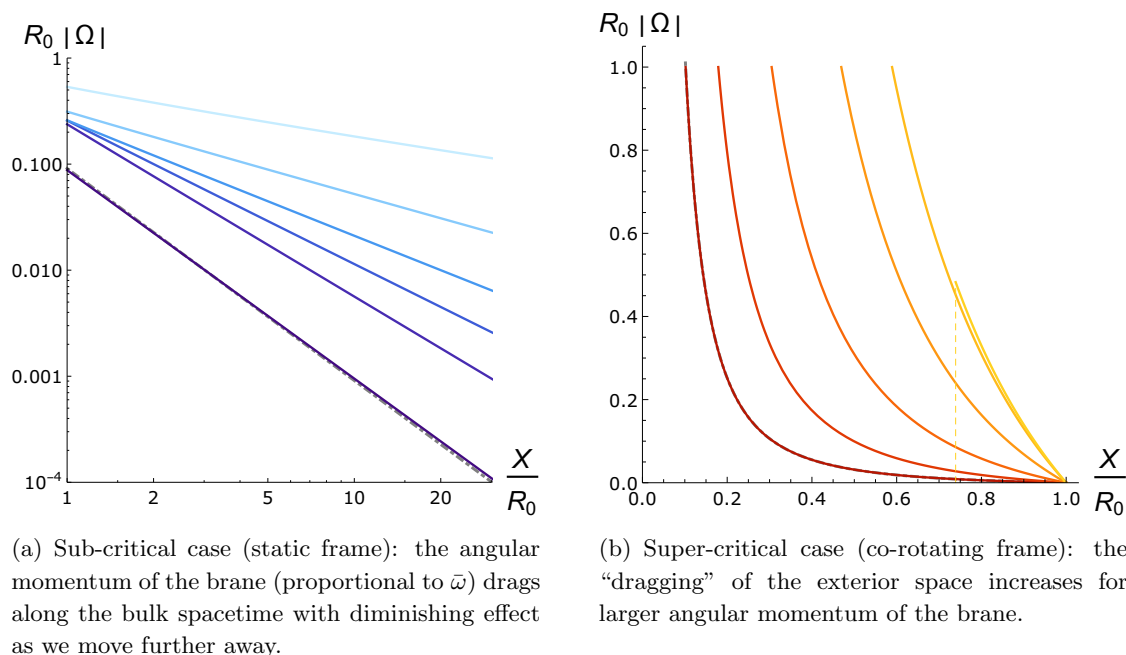 R₀ |Ω|
1
0.100
0.010
0.001
10⁻⁴
1 2 5 10 20
X
R₀
R₀ |Ω|
1.0
0.8
0.6
0.4
0.2
0.0
0.0 0.2 0.4 0.6 0.8 1.0
X
R₀
(a) Sub-critical case (static frame): the angular
momentum of the brane (proportional to ω̄) drags
along the bulk spacetime with diminishing effect
as we move further away.
(b) Super-critical case (co-rotating frame): the
“dragging” of the exterior space increases for
larger angular momentum of the brane.